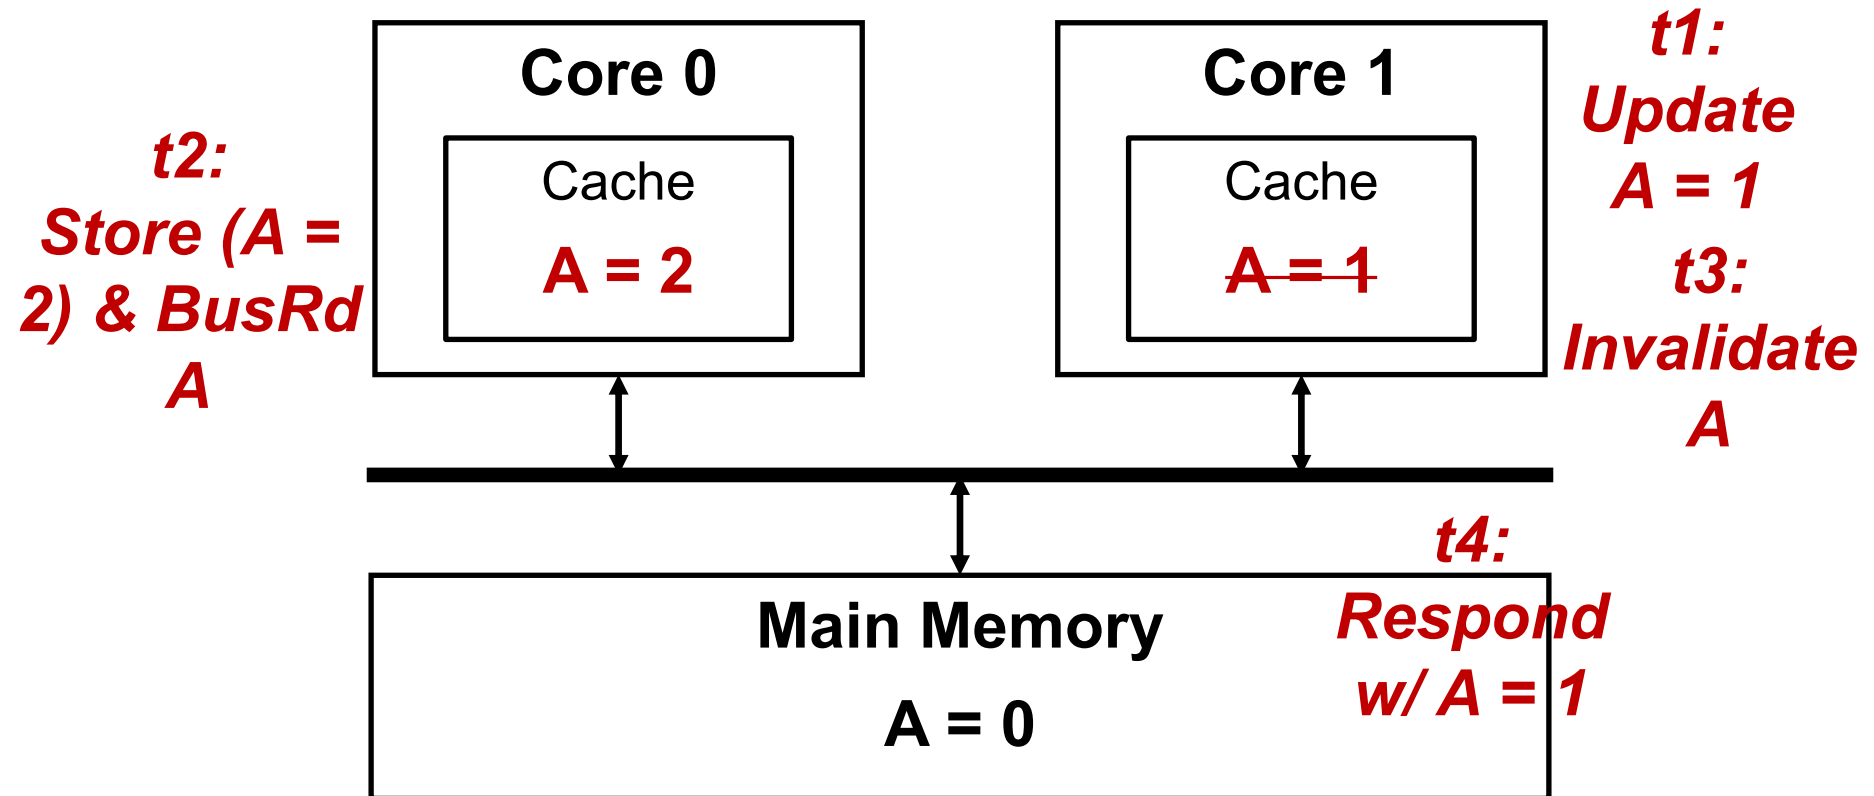 Core 0
Cache
A = 2
Core 1
Cache
A = 1
t1:
Update
A = 1
t2:
Store (A =
2) & BusRd
A
t3:
Invalidate
A
t4:
Respond
w/ A = 1
Main Memory
A = 0